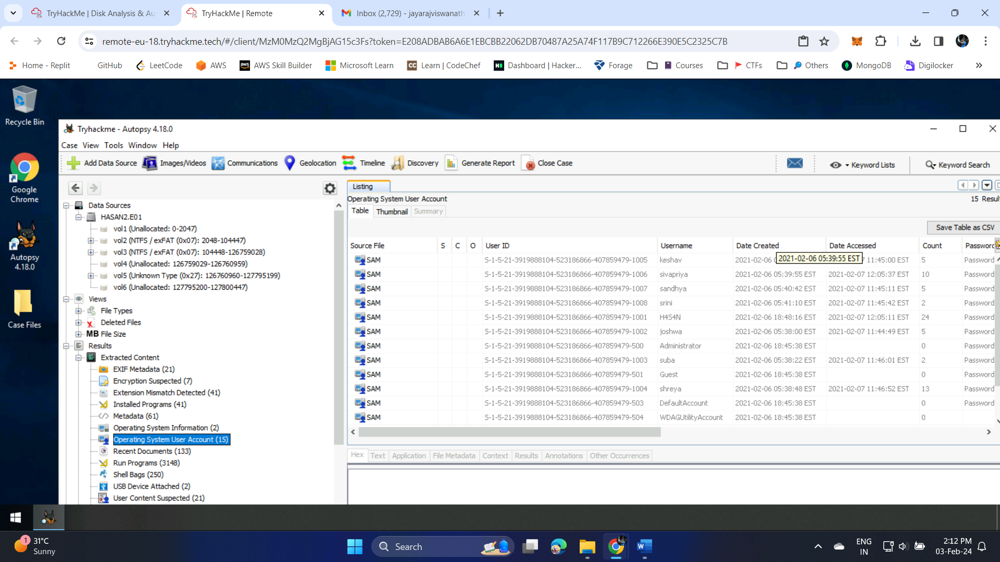 TryHackMe | Disk Analysis & Au
TryHackMe | Remote
Inbox (2,729) - jayarajviswanath
remote-eu-18.tryhackme.tech/#/client/MzM0MzQ2MgBjAG15c3Fs?token=E208ADBAB6A6E1EBCBB22062DB70487A25A74F117B9C712266E390E5C2325C7B
Home - Replit GitHub LeetCode AWS AWS Skill Builder Microsoft Learn Learn | CodeChef Dashboard | Hacker... Forage Courses CTFs Others MongoDB Digilocker
Recycle Bin
Google Chrome
Autopsy 4.18.0
Case Files
Tryhackme - Autopsy 4.18.0
Case View Tools Window Help
Add Data Source Images/Videos Communications Geolocation Timeline Discovery Generate Report Close Case Keyword Lists Keyword Search
Data Sources
HASAN2.E01
vol1 (Unallocated: 0-2047)
vol2 (NTFS / exFAT (0x07): 2048-104447)
vol3 (NTFS / exFAT (0x07): 104448-126759028)
vol4 (Unallocated: 126759029-126760959)
vol5 (Unknown Type (0x27): 126760960-127795199)
vol6 (Unallocated: 127795200-127800447)
Views
File Types
Deleted Files
MB File Size
Results
Extracted Content
EXIF Metadata (21)
Encryption Suspected (7)
Extension Mismatch Detected (41)
Installed Programs (41)
Metadata (61)
Operating System Information (2)
Operating System User Account (15)
Recent Documents (133)
Run Programs (3148)
Shell Bags (250)
USB Device Attached (2)
User Content Suspected (21)
Listing
Operating System User Account 15 Result
Table Thumbnail Summary
Save Table as CSV
Source File S C O User ID Username Date Created Date Accessed Count Password
SAM S-1-5-21-3919888104-523186866-407859479-1005 keshav 2021-02-06 11:45:00 EST 5 Password
2021-02-06 05:39:55 EST
SAM S-1-5-21-3919888104-523186866-407859479-1006 sivapriya 2021-02-06 05:39:55 EST 2021-02-07 12:05:37 EST 10 Password
SAM S-1-5-21-3919888104-523186866-407859479-1007 sandhya 2021-02-06 05:40:42 EST 2021-02-07 11:45:11 EST 5 Password
SAM S-1-5-21-3919888104-523186866-407859479-1008 srini 2021-02-06 05:41:10 EST 2021-02-07 11:45:42 EST 2 Password
SAM S-1-5-21-3919888104-523186866-407859479-1001 H4S4N 2021-02-06 18:48:16 EST 2021-02-07 12:05:11 EST 24 Password
SAM S-1-5-21-3919888104-523186866-407859479-1002 joshwa 2021-02-06 05:38:00 EST 2021-02-07 11:44:49 EST 5 Password
SAM S-1-5-21-3919888104-523186866-407859479-500 Administrator 2021-02-06 18:45:38 EST 0 Password
SAM S-1-5-21-3919888104-523186866-407859479-1003 suba 2021-02-06 05:38:22 EST 2021-02-07 11:46:01 EST 2 Password
SAM S-1-5-21-3919888104-523186866-407859479-501 Guest 2021-02-06 18:45:38 EST 0 Password
SAM S-1-5-21-3919888104-523186866-407859479-1004 shreya 2021-02-06 05:38:48 EST 2021-02-07 11:46:52 EST 13 Password
SAM S-1-5-21-3919888104-523186866-407859479-503 DefaultAccount 2021-02-06 18:45:38 EST 0 Password
SAM S-1-5-21-3919888104-523186866-407859479-504 WDAGUtilityAccount 2021-02-06 18:45:38 EST 0
Hex Text Application File Metadata Context Results Annotations Other Occurrences
1
31°C
Sunny
Search
ENG
IN
2:12 PM
03-Feb-24